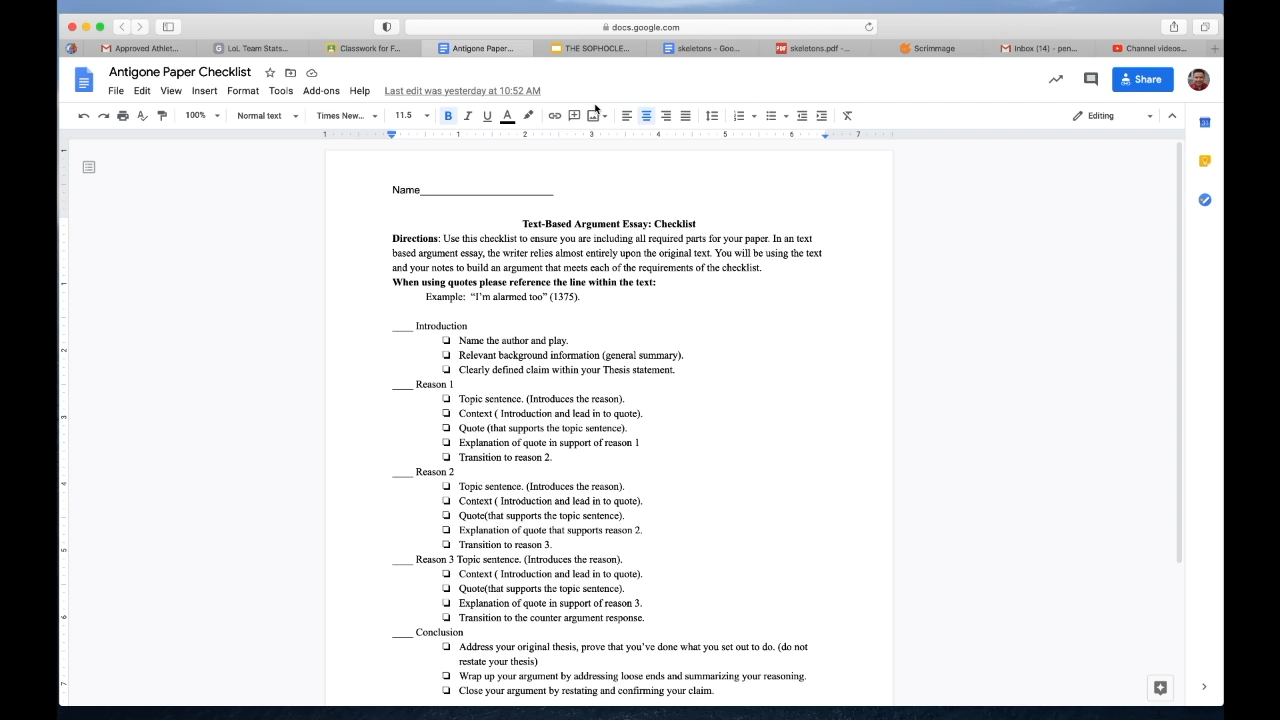 docs.google.com
Approved Athlet...
LoL Team Stats...
Classwork for F...
Antigone Paper...
THE SOPHOCLE...
skeletons - Goo...
skeletons.pdf -...
Scrimmage
Inbox (14) - pen...
Channel videos...
Antigone Paper Checklist
File Edit View Insert Format Tools Add-ons Help Last edit was yesterday at 10:52 AM
Share
100% Normal text Times New... 11.5 B I U A Editing
1 1 2 3 4 5 6 7
Name____________________
Text-Based Argument Essay: Checklist
Directions: Use this checklist to ensure you are including all required parts for your paper. In an text
based argument essay, the writer relies almost entirely upon the original text. You will be using the text
and your notes to build an argument that meets each of the requirements of the checklist.
When using quotes please reference the line within the text:
Example: “I’m alarmed too” (1375).
____ Introduction
❏ Name the author and play.
❏ Relevant background information (general summary).
❏ Clearly defined claim within your Thesis statement.
____ Reason 1
❏ Topic sentence. (Introduces the reason).
❏ Context ( Introduction and lead in to quote).
❏ Quote (that supports the topic sentence).
❏ Explanation of quote in support of reason 1
❏ Transition to reason 2.
____ Reason 2
❏ Topic sentence. (Introduces the reason).
❏ Context ( Introduction and lead in to quote).
❏ Quote(that supports the topic sentence).
❏ Explanation of quote that supports reason 2.
❏ Transition to reason 3.
____ Reason 3 Topic sentence. (Introduces the reason).
❏ Context ( Introduction and lead in to quote).
❏ Quote(that supports the topic sentence).
❏ Explanation of quote in support of reason 3.
❏ Transition to the counter argument response.
____ Conclusion
❏ Address your original thesis, prove that you’ve done what you set out to do. (do not
restate your thesis)
❏ Wrap up your argument by addressing loose ends and summarizing your reasoning.
❏ Close your argument by restating and confirming your claim.